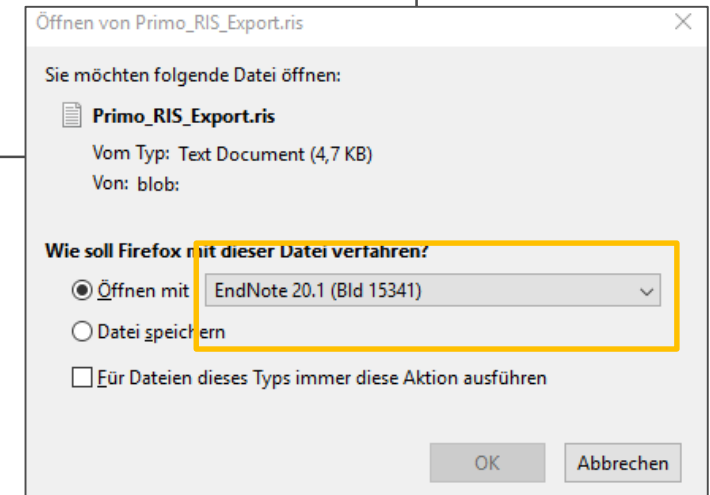 Öffnen von Primo_RIS_Export.ris
Sie möchten folgende Datei öffnen:
Primo_RIS_Export.ris
Vom Typ: Text Document (4,7 KB)
Von: blob:
Wie soll Firefox mit dieser Datei verfahren?
Öffnen mit EndNote 20.1 (Bld 15341)
Datei speichern
Für Dateien dieses Typs immer diese Aktion ausführen
OK Abbrechen